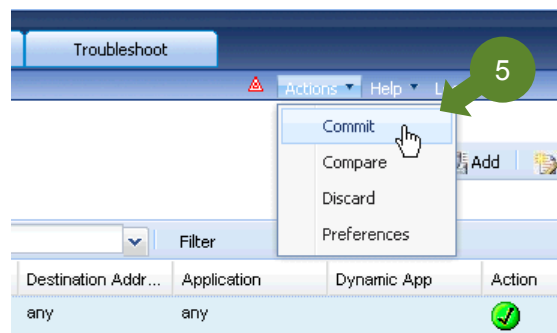 Troubleshoot
5
Actions Help L
Commit
Compare
Add
Discard
Preferences
Filter
Destination Addr... Application Dynamic App Action
any any